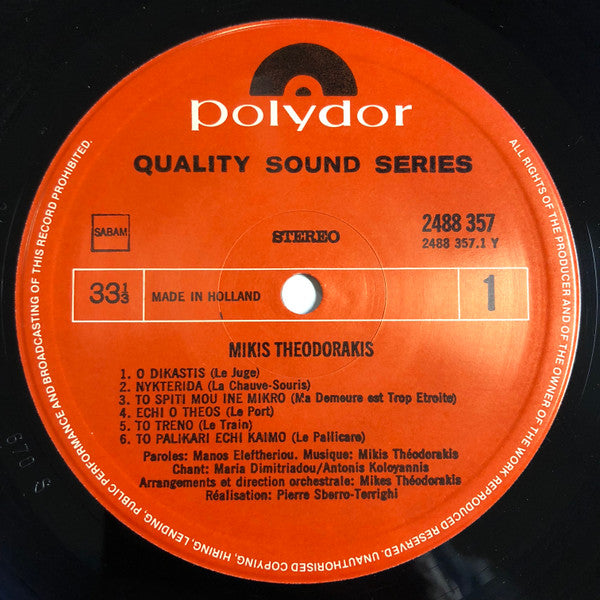 polydor
QUALITY SOUND SERIES
SABAM
STEREO
2488 357
2488 357.1 Y
33⅓
MADE IN HOLLAND
1
MIKIS THEODORAKIS
1. O DIKASTIS (Le Juge)
2. NYKTERIDA (La Chauve-Souris)
3. TO SPITI MOU INE MIKRO (Ma Demeure est Trop Etroite)
4. ECHI O THEOS (Le Port)
5. TO TRENO (Le Train)
6. TO PALIKARI ECHI KAIMO (Le Pallicare)
Paroles: Manos Eleftheriou. Musique: Mikis Théodorakis
Chant: Maria Dimitriadou/Antonis Koloyannis
Arrangements et direction orchestrale: Mikes Théodorakis
Réalisation: Pierre Sberro-Terrighi
ALL RIGHTS OF THE PRODUCER AND OF THE OWNER OF THE WORK REPRODUCED RESERVED. UNAUTHORISED COPYING, HIRING, LENDING, PUBLIC PERFORMANCE AND BROADCASTING OF THIS RECORD PROHIBITED.